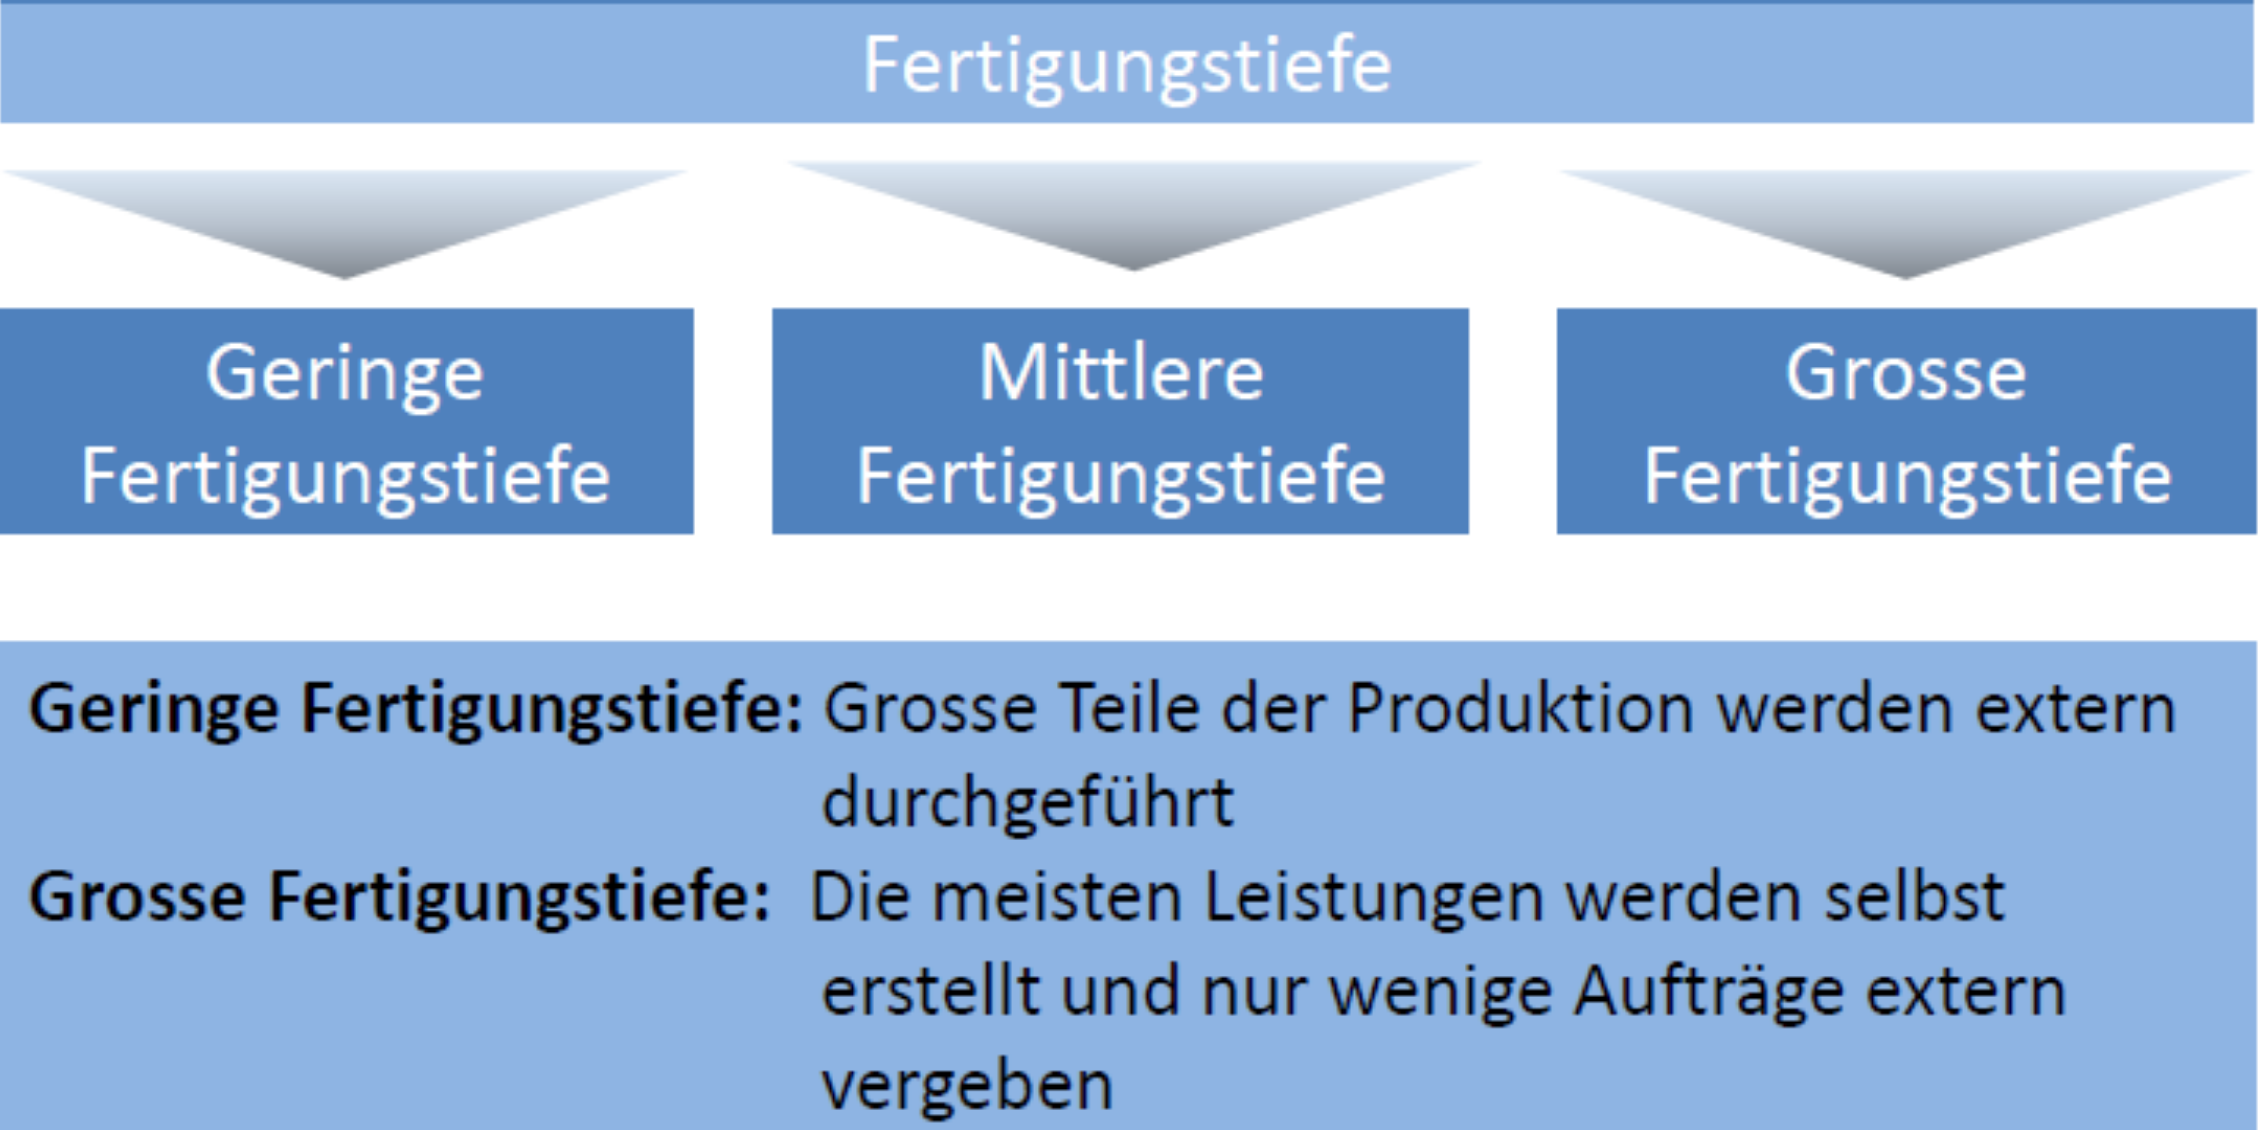 Fertigungstiefe
Geringe
Fertigungstiefe
Mittlere
Fertigungstiefe
Grosse
Fertigungstiefe
Geringe Fertigungstiefe: Grosse Teile der Produktion werden extern
durchgeführt
Grosse Fertigungstiefe: Die meisten Leistungen werden selbst
erstellt und nur wenige Aufträge extern
vergeben